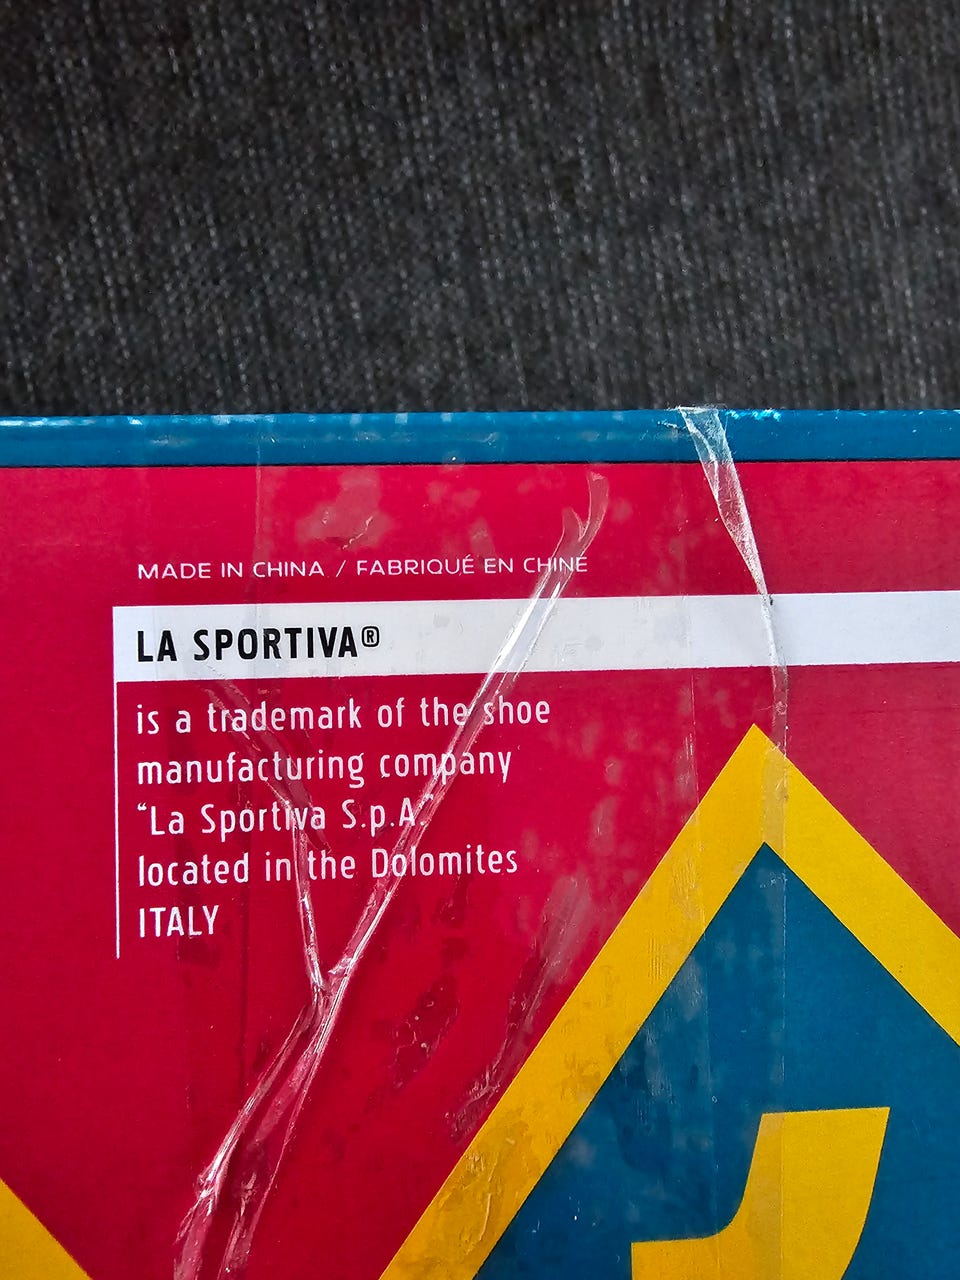 MADE IN CHINA / FABRIQUÉ EN CHINE
LA SPORTIVA®
is a trademark of the shoe
manufacturing company
“La Sportiva S.p.A.”
located in the Dolomites
ITALY